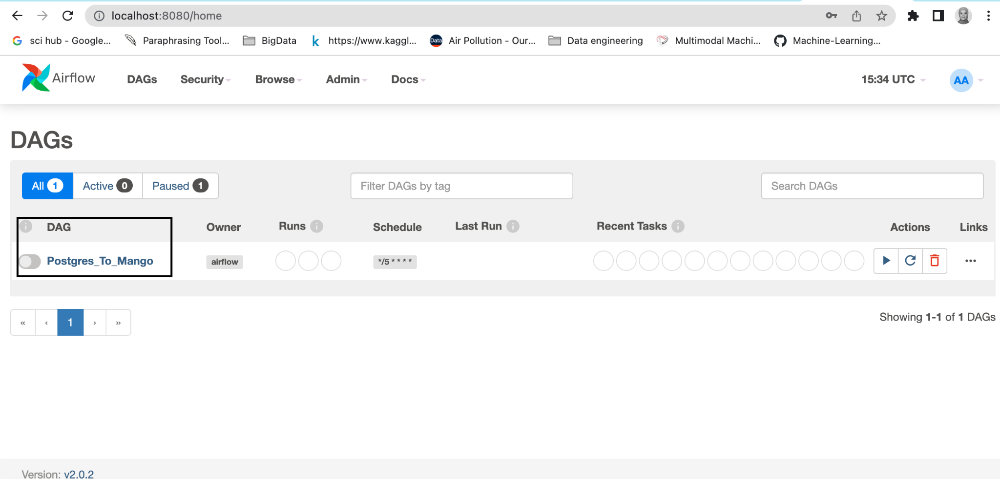 localhost:8080/home
sci hub - Google... Paraphrasing Tool... BigData k https://www.kaggl... Data Air Pollution - Our... Data engineering Multimodal Machi... Machine-Learning...
Airflow DAGs Security Browse Admin Docs 15:34 UTC AA
DAGs
All 1 Active 0 Paused 1 Filter DAGs by tag Search DAGs
i DAG Owner Runs i Schedule Last Run i Recent Tasks i Actions Links
Postgres_To_Mango airflow */5 * * * * ...
« ‹ 1 › » Showing 1-1 of 1 DAGs
Version: v2.0.2